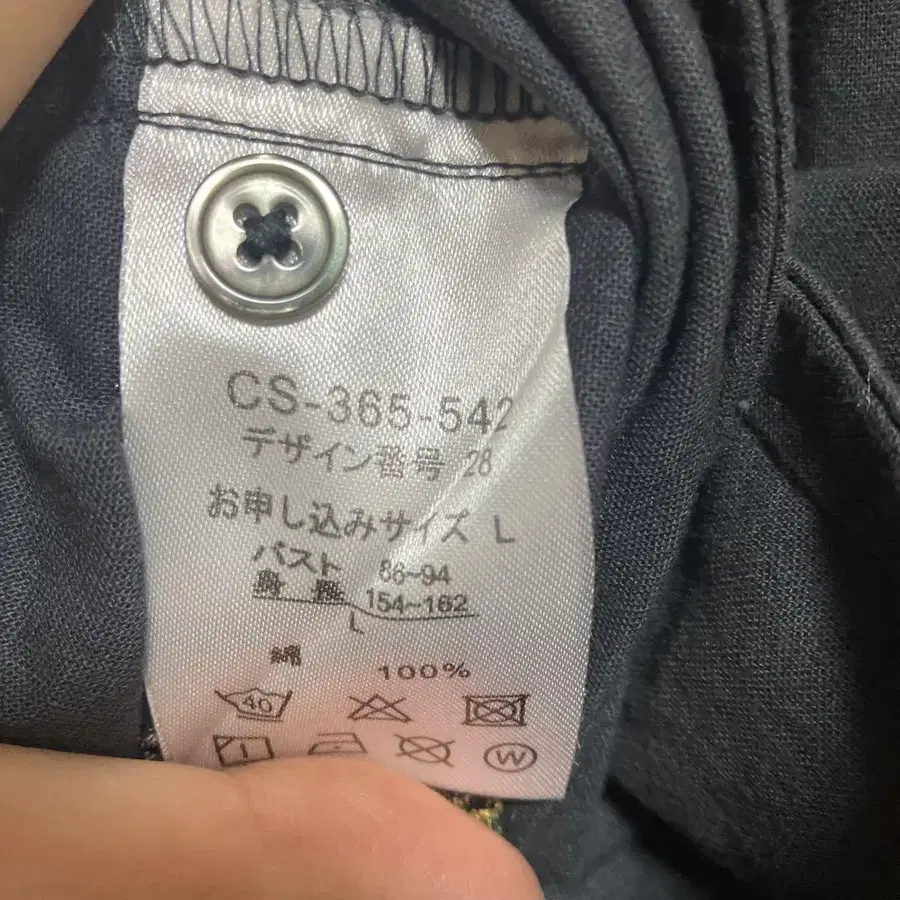 CS-365-542
デザイン番号 28
お申し込みサイズ L
バスト 86~94
身長 154~162
L
綿 100%
40
W